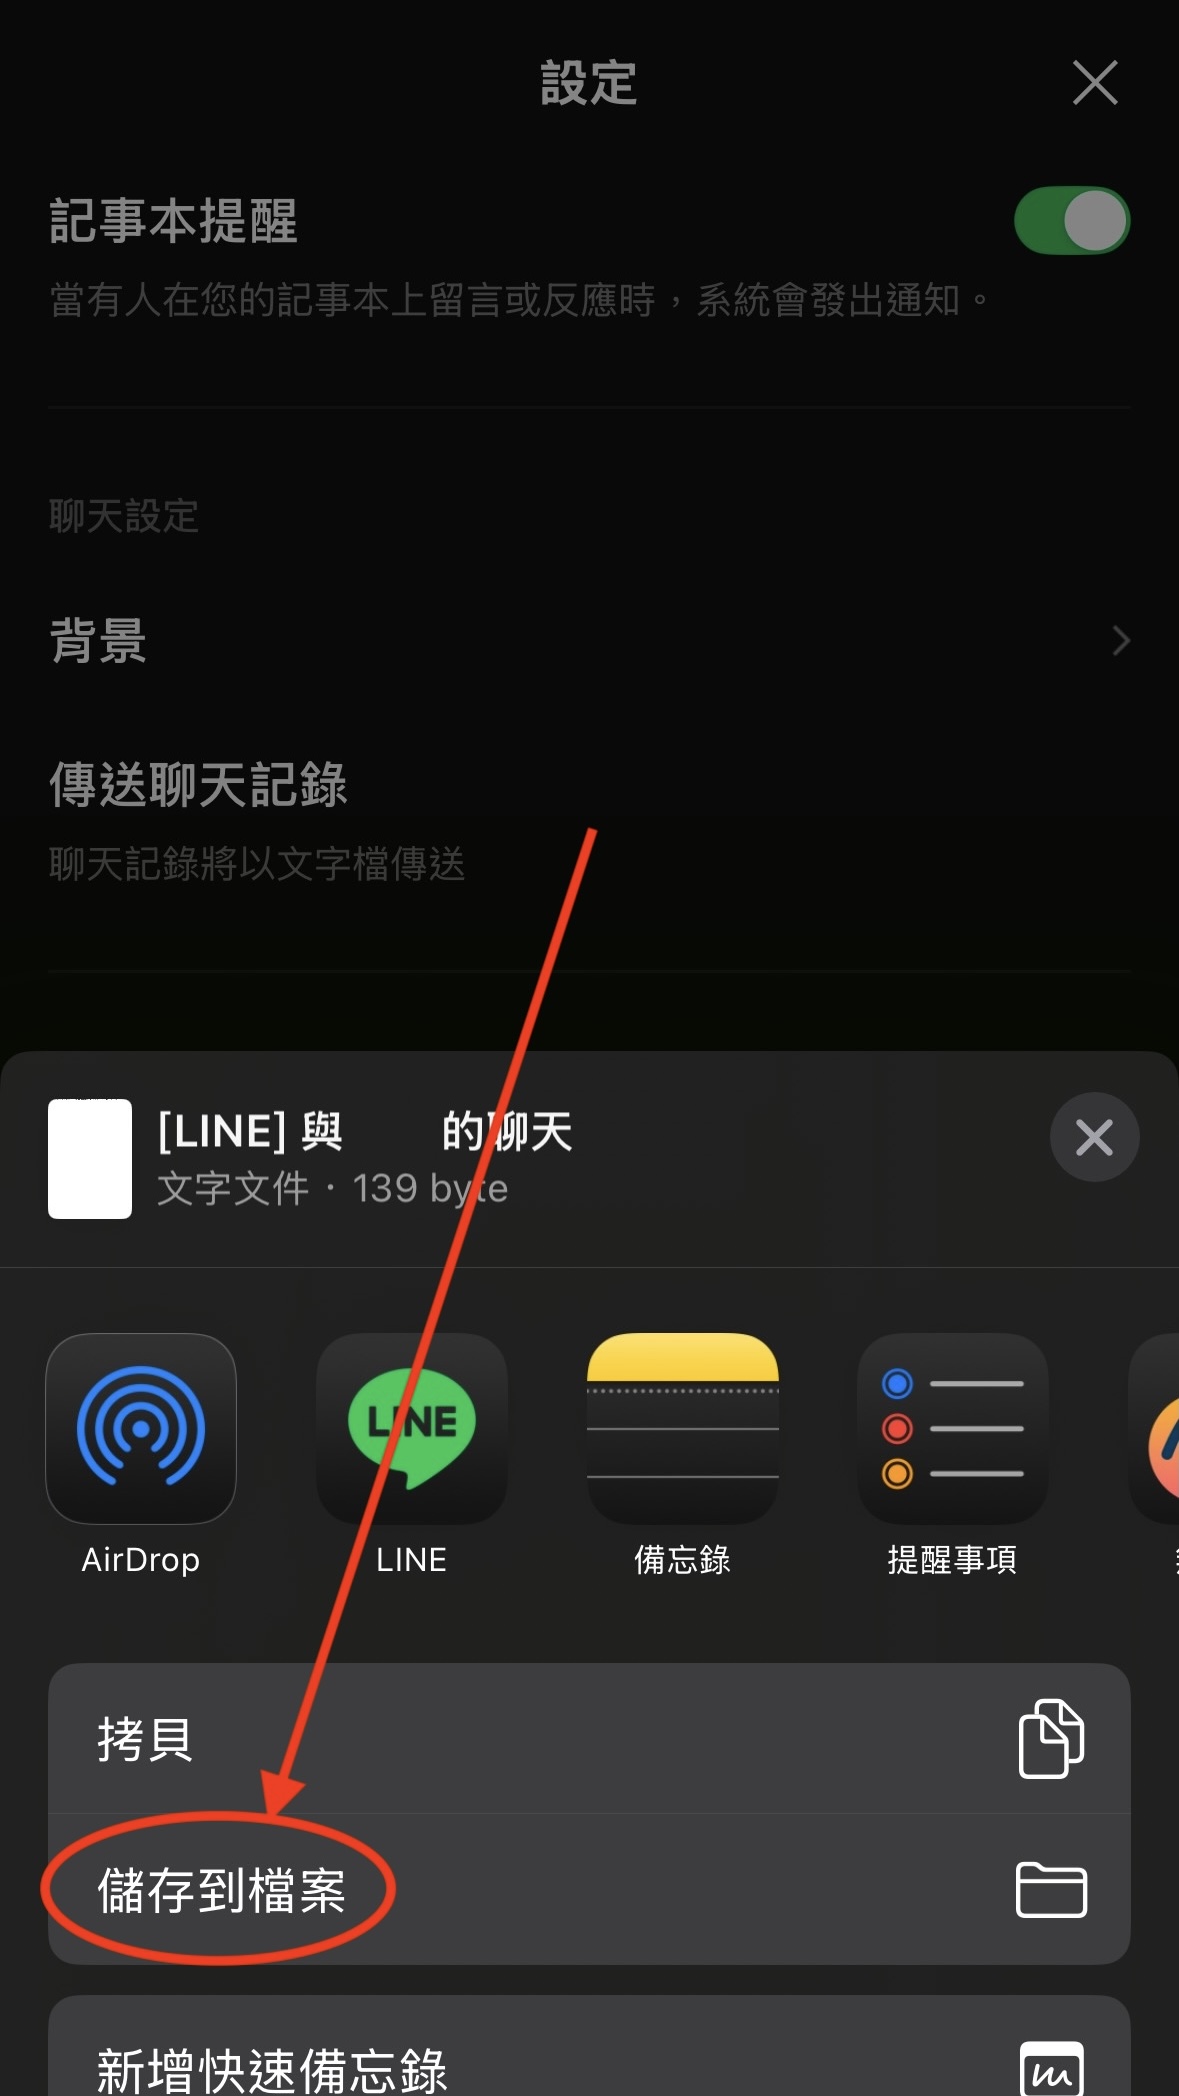 設定
記事本提醒
當有人在您的記事本上留言或反應時，系統會發出通知。
聊天設定
背景
傳送聊天記錄
聊天記錄將以文字檔傳送
[LINE] 與 的聊天
文字文件 · 139 byte
LINE
AirDrop LINE 備忘錄 提醒事項
拷貝
儲存到檔案
新增快速備忘錄